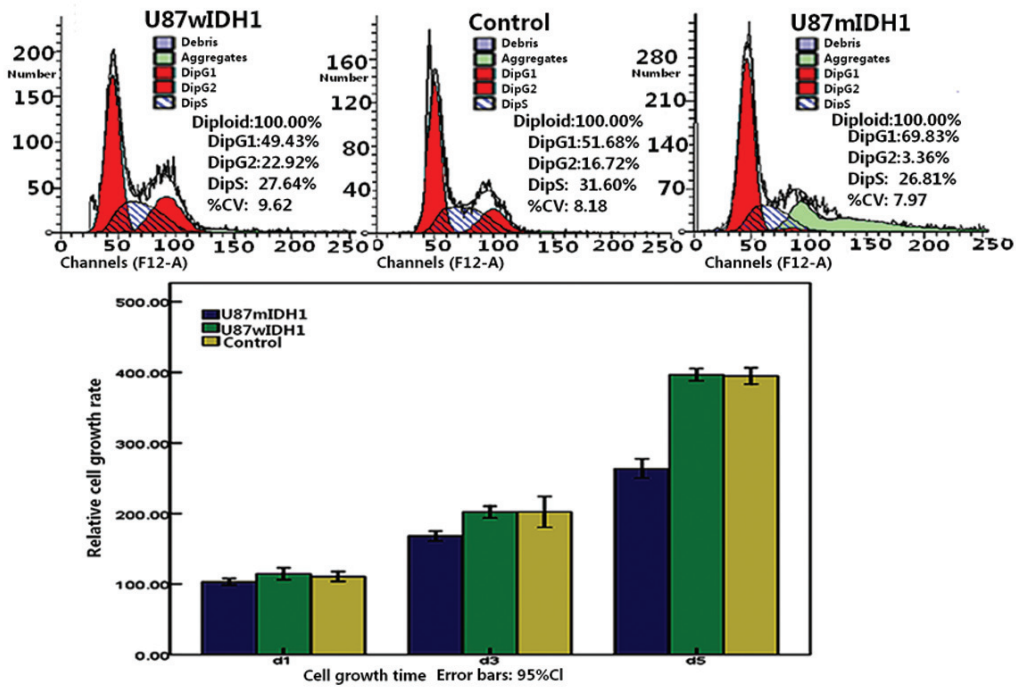 U87wIDH1
Debris
Aggregates
DipG1
DipG2
DipS
Diploid:100.00%
DipG1:49.43%
DipG2:22.92%
DipS: 27.64%
%CV: 9.62
200
Number
150
100
50
0 50 100 150 200 250
Channels (F12-A)
Control
Debris
Aggregates
DipG1
DipG2
DipS
Diploid:100.00%
DipG1:51.68%
DipG2:16.72%
DipS: 31.60%
%CV: 8.18
160
Number
120
80
40
0 50 100 150 200 250
Channels (F12-A)
U87mIDH1
Debris
Aggregates
DipG1
DipG2
DipS
Diploid:100.00%
DipG1:69.83%
DipG2:3.36%
DipS: 26.81%
%CV: 7.97
280
Number
210
140
70
0 50 100 150 200 250
Channels (F12-A)
U87mIDH1
U87wIDH1
Control
Relative cell growth rate
500.00
400.00
300.00
200.00
100.00
0.00
d1 d3 d5
Cell growth time Error bars: 95%Cl